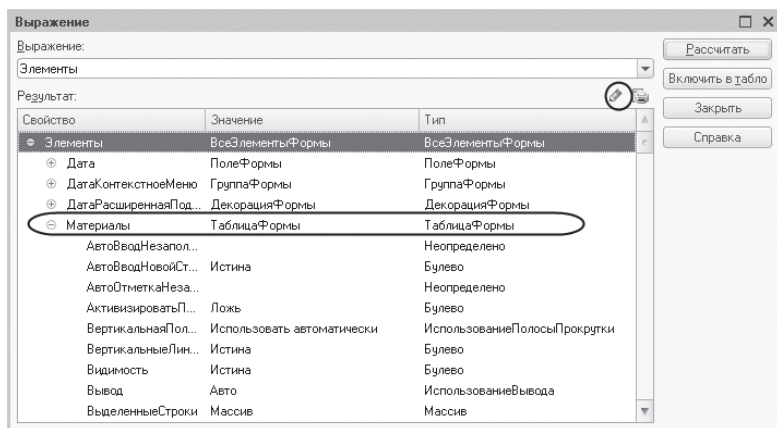 Выражение
Выражение:
Элементы
Рассчитать
Включить в табло
Результат:
Закрыть
Справка
Свойство Значение Тип
Элементы ВсеЭлементыФормы ВсеЭлементыФормы
Дата ПолеФормы ПолеФормы
ДатаКонтекстноеМеню ГруппаФормы ГруппаФормы
ДатаРасширеннаяПод... ДекорацияФормы ДекорацияФормы
Материалы ТаблицаФормы ТаблицаФормы
АвтоВводНезапол... Неопределено
АвтоВводНовойСт... Истина Булево
АвтоОтметкаНеза... Неопределено
АктивизироватьП... Ложь Булево
ВертикальнаяПол... Использовать автоматически ИспользованиеПолосыПрокрутки
ВертикальныеЛин... Истина Булево
Видимость Истина Булево
Вывод Авто ИспользованиеВывода
ВыделенныеСтроки Массив Массив